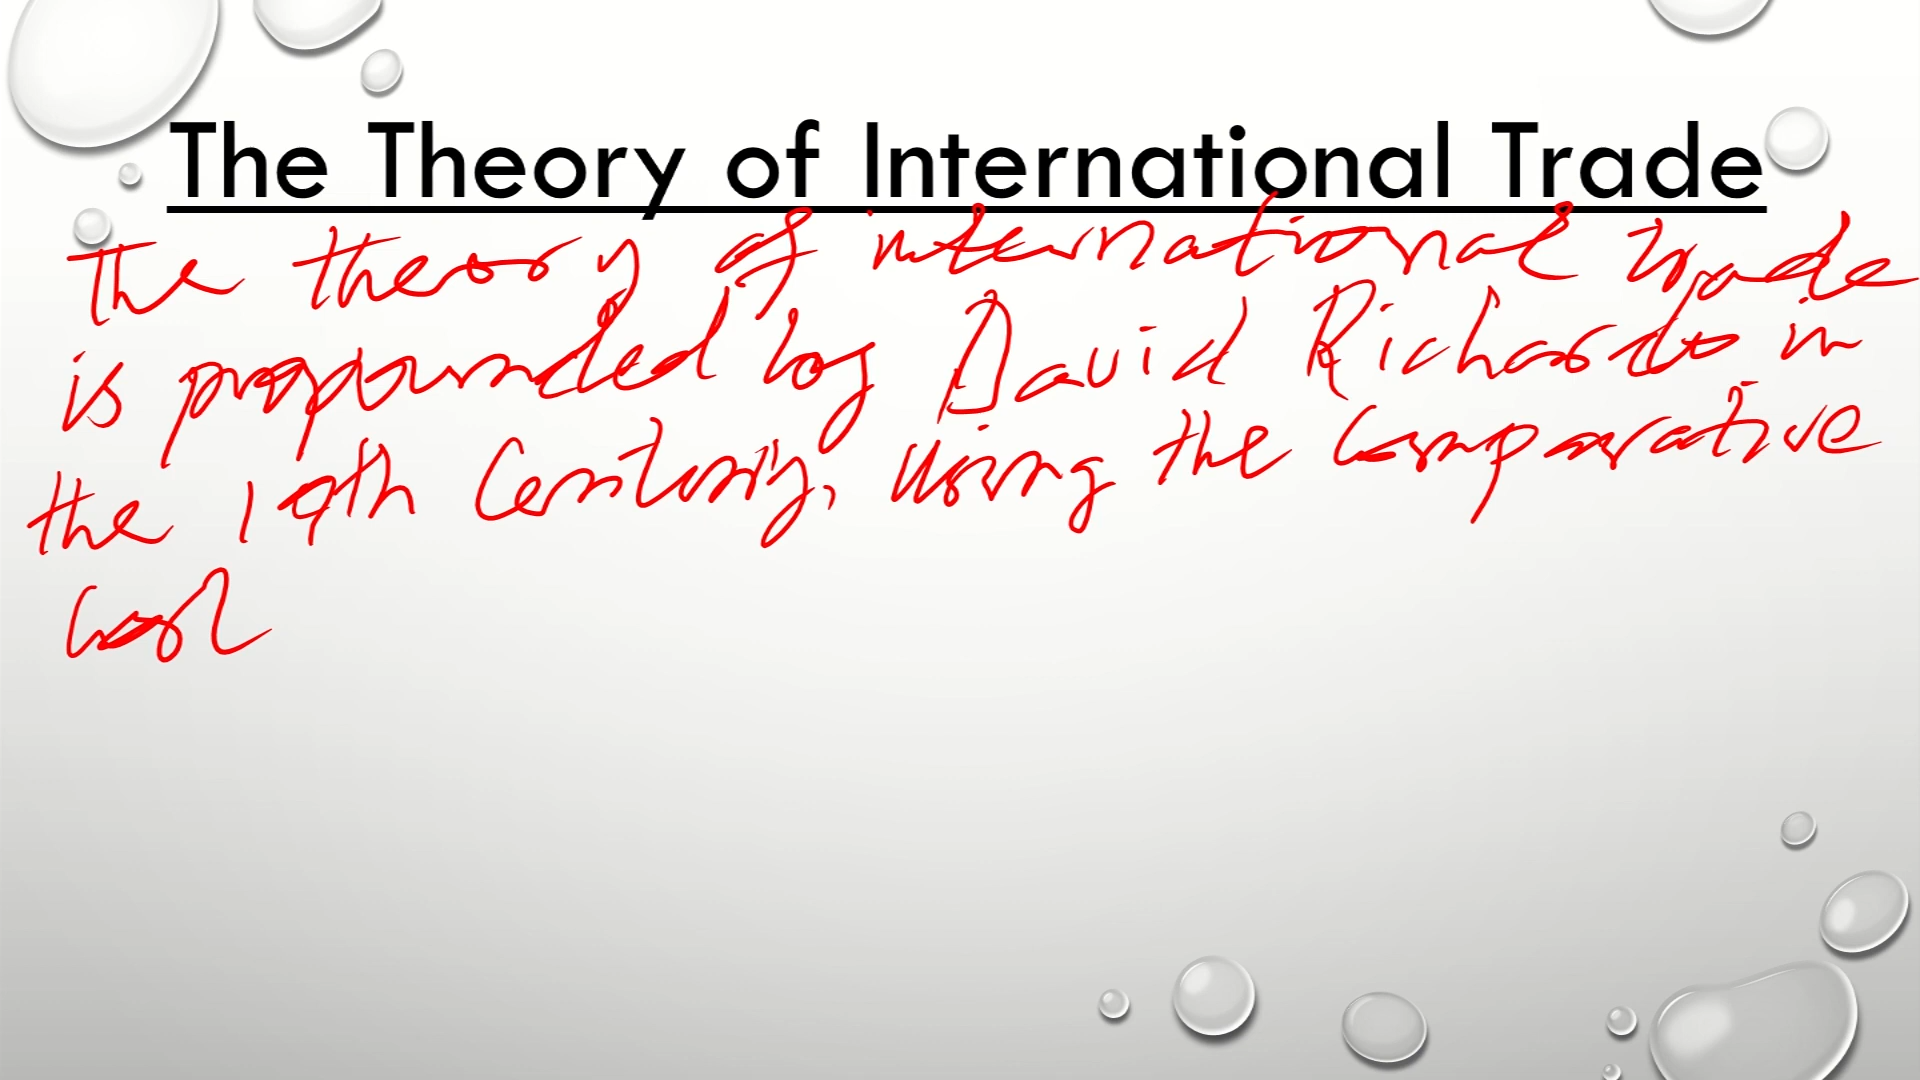 The Theory of International Trade
The theory of international trade
is propounded by David Richardo in
the 19th Century, using the Comparative
Cost